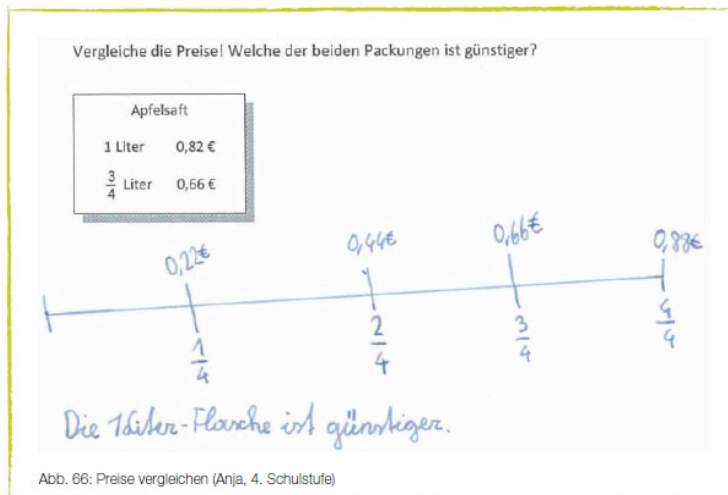 Vergleiche die Preise! Welche der beiden Packungen ist günstiger?
Apfelsaft
1 Liter 0,82 €
3/4 Liter 0,66 €
0,22€ 0,44€ 0,66€ 0,88€
1/4 2/4 3/4 4/4
Die 1 Liter-Flasche ist günstiger.
Abb. 66: Preise vergleichen (Anja, 4. Schulstufe)